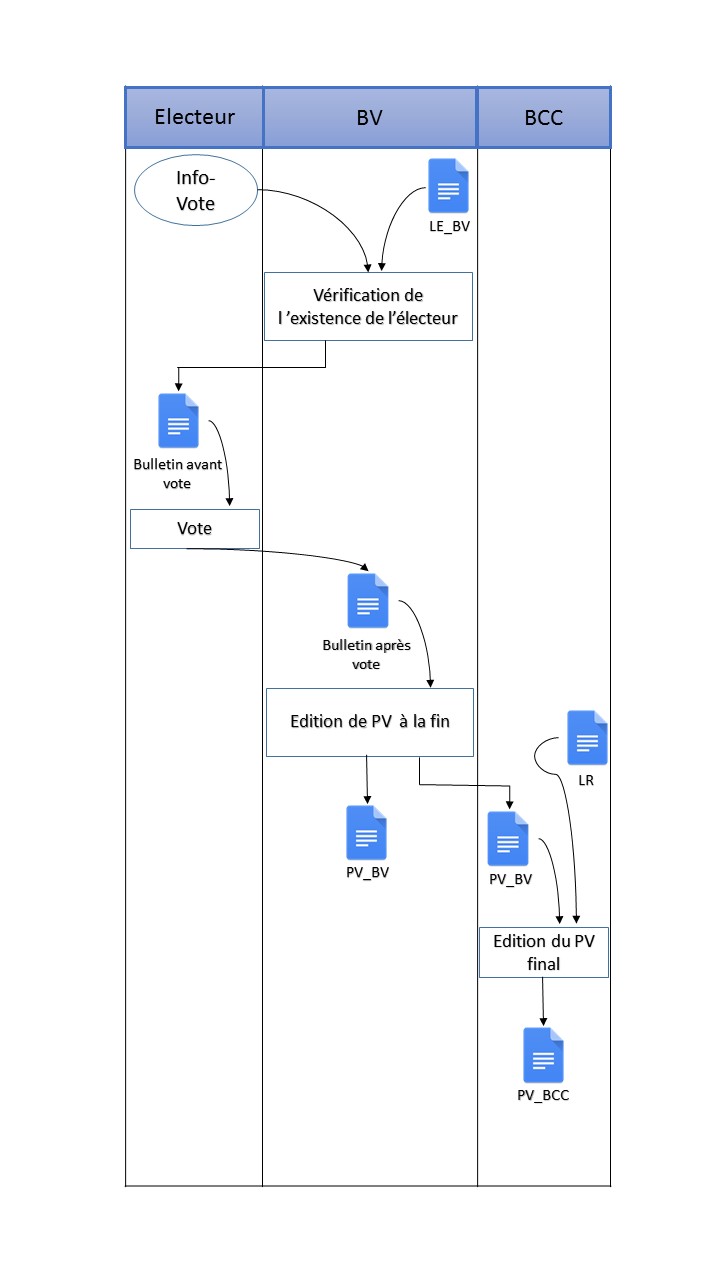 Electeur
BV
BCC
Info-
Vote
LE_BV
Vérification de
l ’existence de l’électeur
Bulletin avant
vote
Vote
Bulletin après
vote
Edition de PV à la fin
LR
PV_BV
PV_BV
Edition du PV
final
PV_BCC